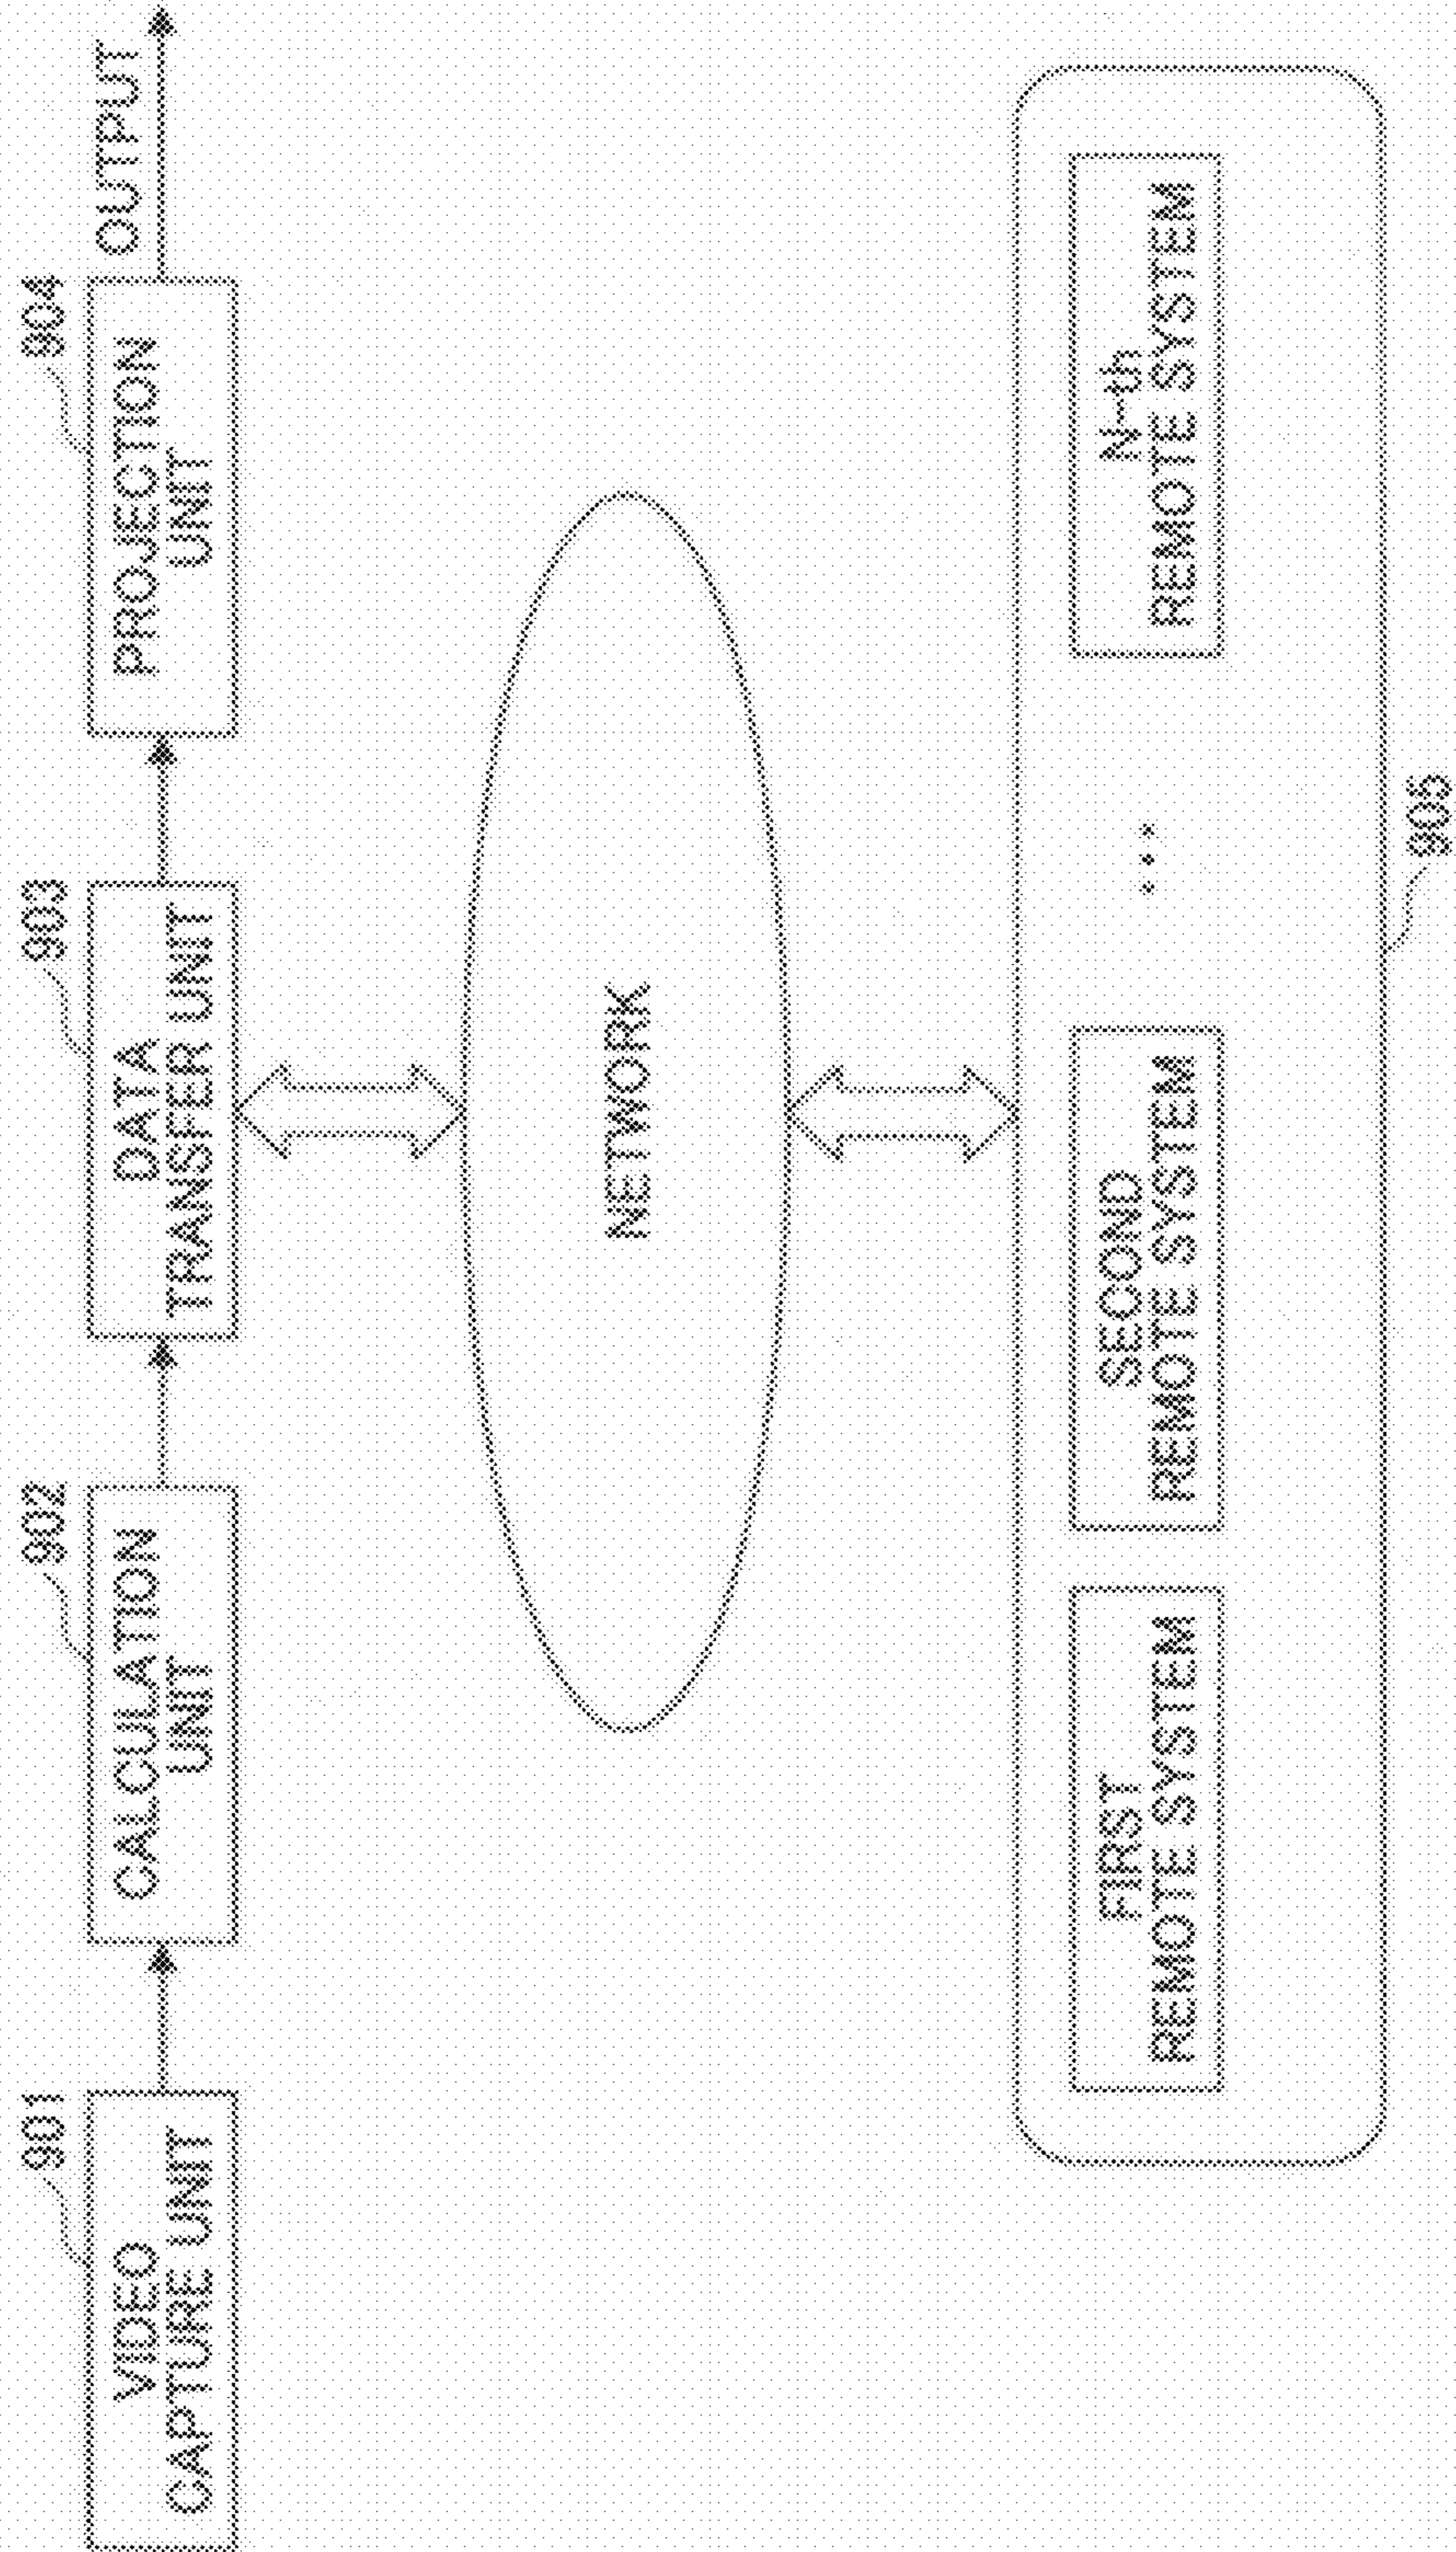 901
VIDEO
CAPTURE UNIT
902
CALCULATION
UNIT
903
DATA
TRANSFER UNIT
904
PROJECTION
UNIT
OUTPUT
NETWORK
FIRST
REMOTE SYSTEM
SECOND
REMOTE SYSTEM
...
N-th
REMOTE SYSTEM
905